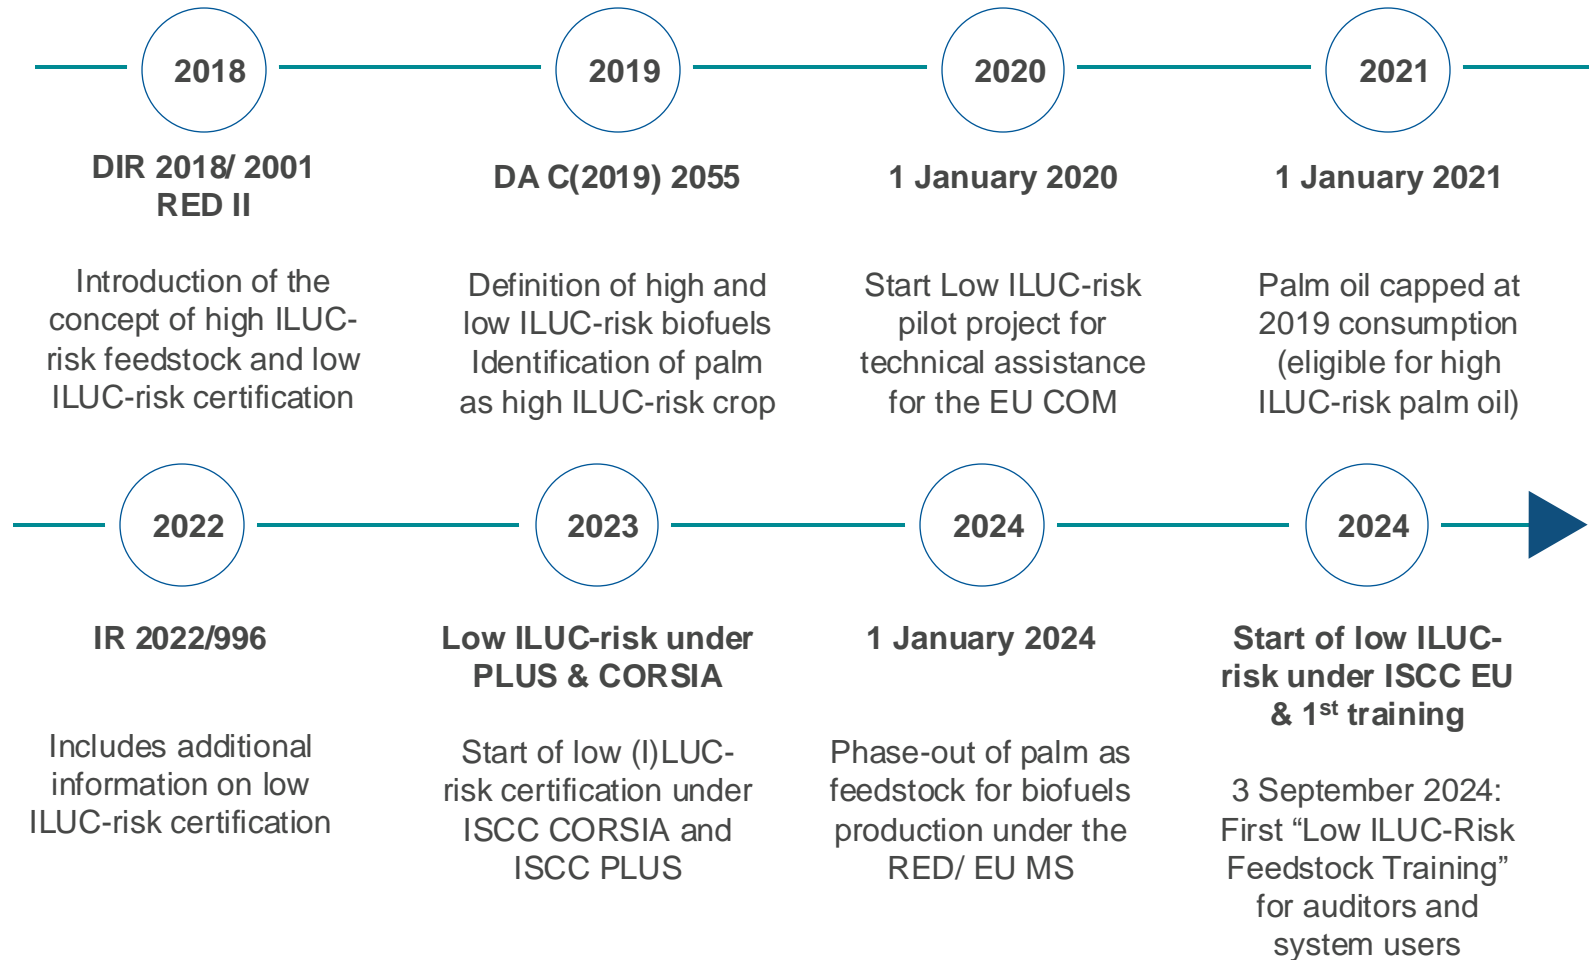 2018
2019
2020
2021
DIR 2018/ 2001
RED II
DA C(2019) 2055
1 January 2020
1 January 2021
Introduction of the
concept of high ILUC-
risk feedstock and low
ILUC-risk certification
Definition of high and
low ILUC-risk biofuels
Identification of palm
as high ILUC-risk crop
Start Low ILUC-risk
pilot project for
technical assistance
for the EU COM
Palm oil capped at
2019 consumption
(eligible for high
ILUC-risk palm oil)
2022
2023
2024
2024
IR 2022/996
Low ILUC-risk under
PLUS & CORSIA
1 January 2024
Start of low ILUC-
risk under ISCC EU
& 1st training
Includes additional
information on low
ILUC-risk certification
Start of low (I)LUC-
risk certification under
ISCC CORSIA and
ISCC PLUS
Phase-out of palm as
feedstock for biofuels
production under the
RED/ EU MS
3 September 2024:
First “Low ILUC-Risk
Feedstock Training”
for auditors and
system users